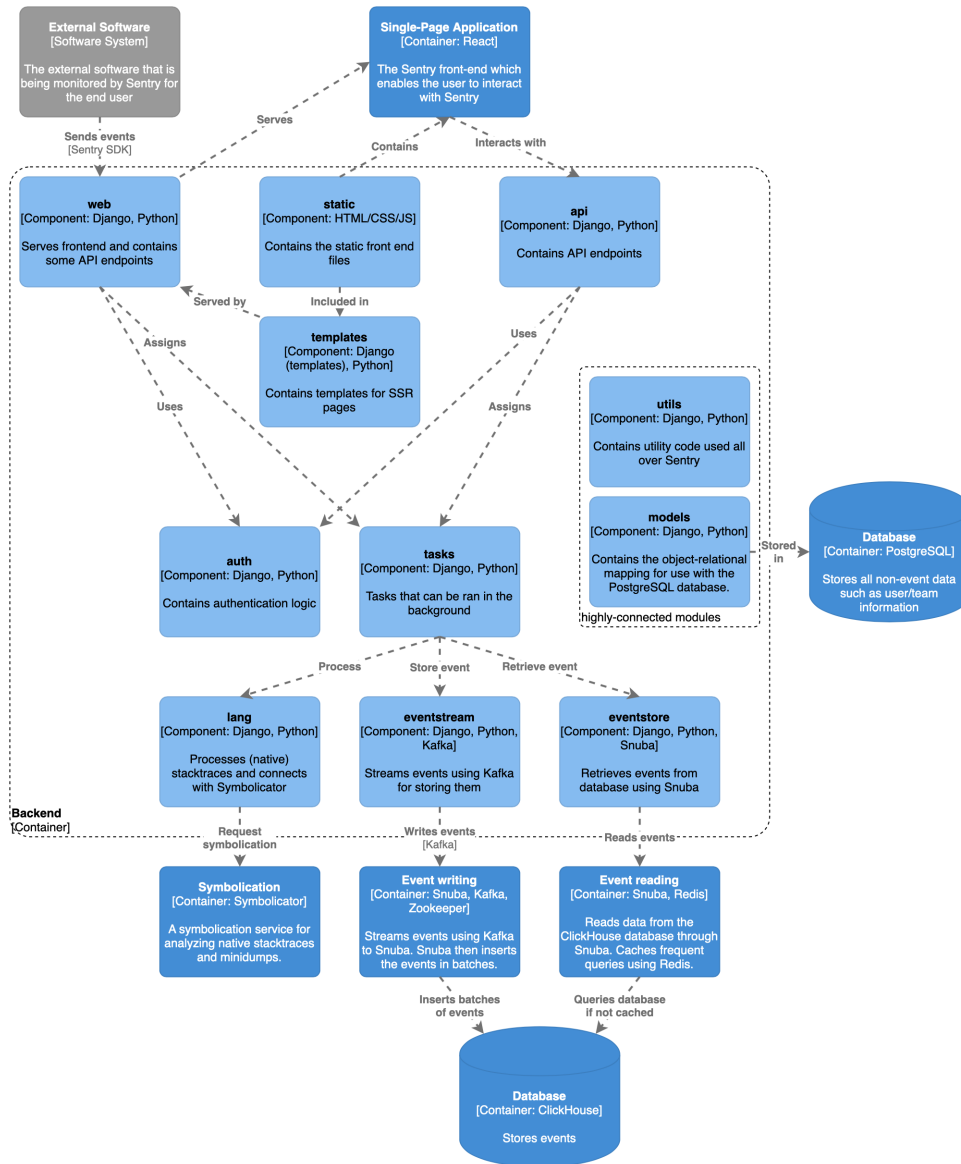 External Software
[Software System]
The external software that is
being monitored by Sentry for
the end user
Single-Page Application
[Container: React]
The Sentry front-end which
enables the user to interact
with Sentry
Sends events
[Sentry SDK]
Serves
Contains
Interacts with
web
[Component: Django, Python]
Serves frontend and contains
some API endpoints
static
[Component: HTML/CSS/JS]
Contains the static front end
files
api
[Component: Django, Python]
Contains API endpoints
Served by
Included in
Assigns
Uses
templates
[Component: Django
(templates), Python]
Contains templates for SSR
pages
Uses
Assigns
utils
[Component: Django, Python]
Contains utility code used all
over Sentry
models
[Component: Django, Python]
Contains the object-relational
mapping for use with the
PostgreSQL database.
highly-connected modules
Stored
in
Database
[Container: PostgreSQL]
Stores all non-event data
such as user/team
information
auth
[Component: Django, Python]
Contains authentication logic
tasks
[Component: Django, Python]
Tasks that can be ran in the
background
Process
Store event
Retrieve event
lang
[Component: Django, Python]
Processes (native)
stacktraces and connects
with Symbolicator
eventstream
[Component: Django, Python,
Kafka]
Streams events using Kafka
for storing them
eventstore
[Component: Django, Python,
Snuba]
Retrieves events from
database using Snuba
Backend
[Container]
Request
symbolication
Writes events
[Kafka]
Reads events
Symbolication
[Container: Symbolicator]
A symbolication service for
analyzing native stacktraces
and minidumps.
Event writing
[Container: Snuba, Kafka,
Zookeeper]
Streams events using Kafka
to Snuba. Snuba then inserts
the events in batches.
Event reading
[Container: Snuba, Redis]
Reads data from the
ClickHouse database through
Snuba. Caches frequent
queries using Redis.
Inserts batches
of events
Queries database
if not cached
Database
[Container: ClickHouse]
Stores events